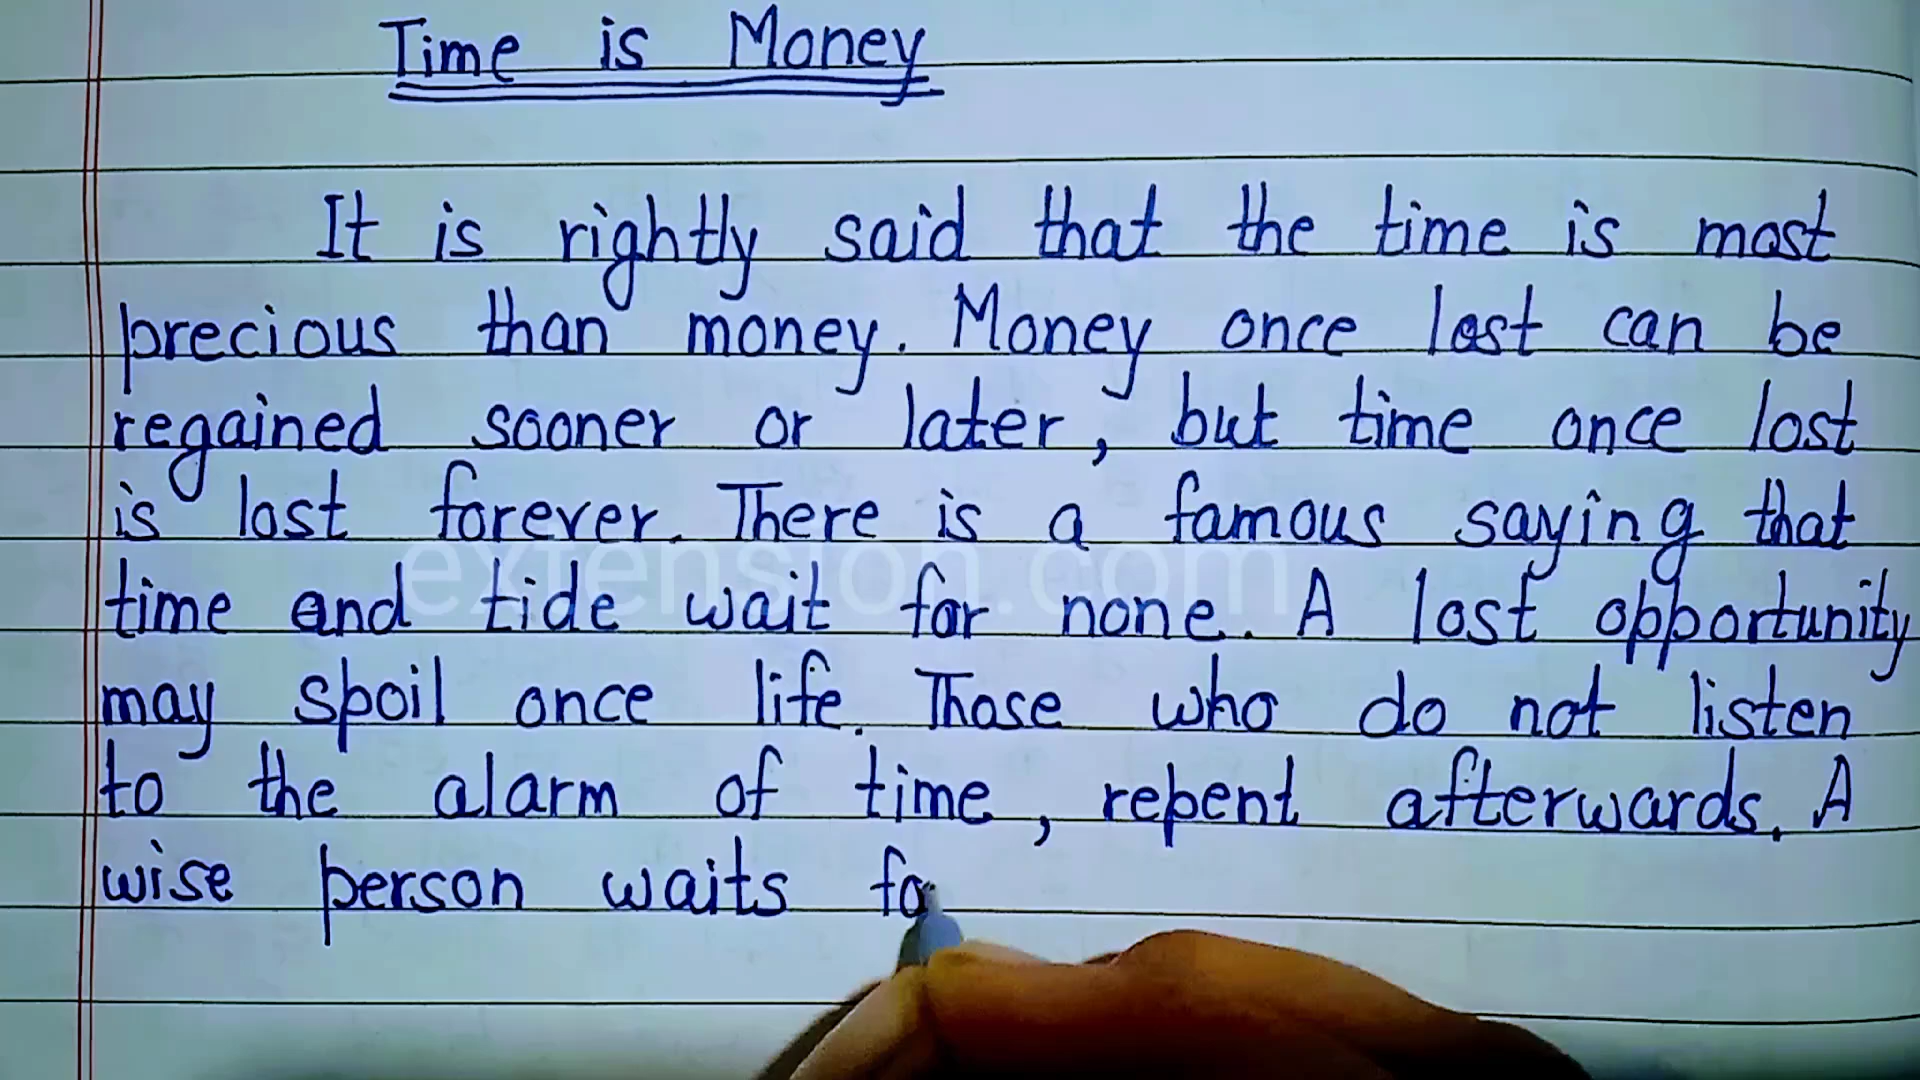 Time is Money
It is rightly said that the time is most
precious than money. Money once lost can be
regained sooner or later, but time once lost
is lost forever. There is a famous saying that
extension.com
time and tide wait for none. A lost opportunity
may spoil once life. Those who do not listen
to the alarm of time, repent afterwards. A
wise person waits fo